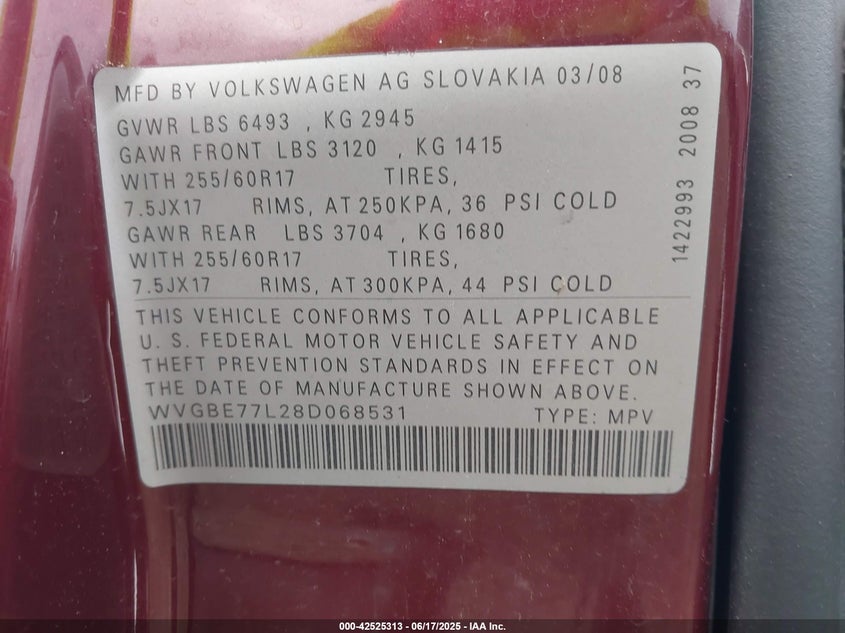 MFD BY VOLKSWAGEN AG SLOVAKIA 03/08
GVWR LBS 6493 , KG 2945
GAWR FRONT LBS 3120 , KG 1415
WITH 255/60R17 TIRES,
7.5JX17 RIMS, AT 250KPA, 36 PSI COLD
GAWR REAR LBS 3704 , KG 1680
WITH 255/60R17 TIRES,
7.5JX17 RIMS, AT 300KPA, 44 PSI COLD
THIS VEHICLE CONFORMS TO ALL APPLICABLE
U. S. FEDERAL MOTOR VEHICLE SAFETY AND
THEFT PREVENTION STANDARDS IN EFFECT ON
THE DATE OF MANUFACTURE SHOWN ABOVE.
WVGBE77L28D068531 TYPE: MPV
1422993 2008 37
000-42525313 - 06/17/2025 - IAA Inc.